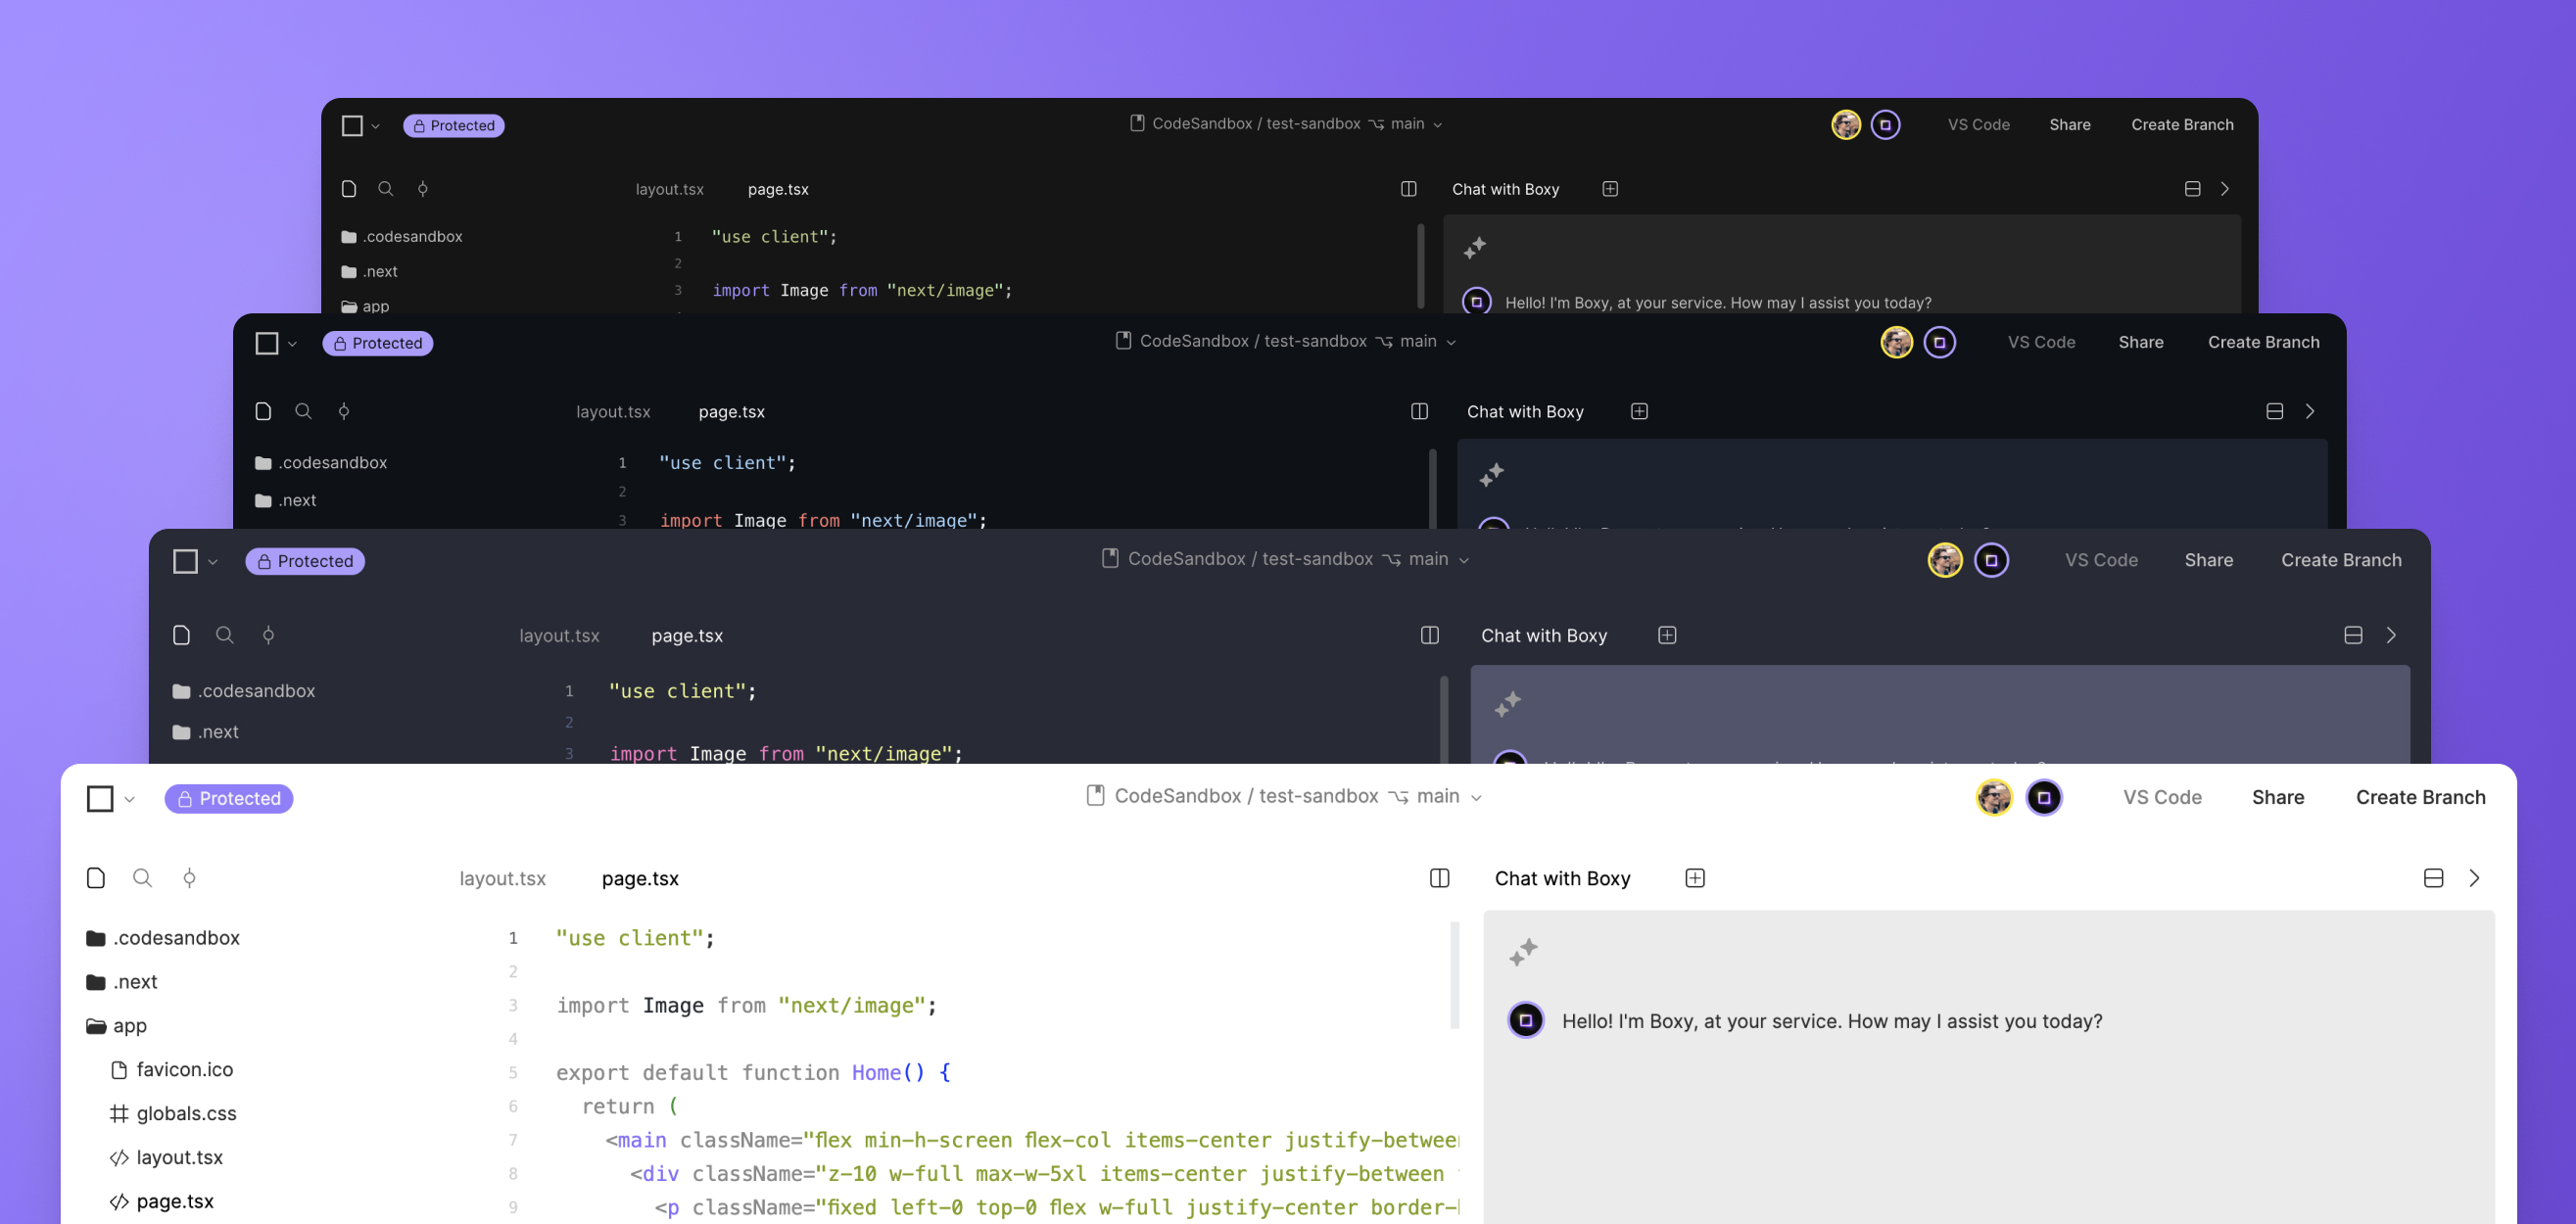 Protected
CodeSandbox / test-sandbox main
VS Code Share Create Branch
layout.tsx page.tsx
Chat with Boxy
.codesandbox
.next
app
1 "use client";
2
3 import Image from "next/image";
Hello! I'm Boxy, at your service. How may I assist you today?
Protected
CodeSandbox / test-sandbox main
VS Code Share Create Branch
layout.tsx page.tsx
Chat with Boxy
.codesandbox
.next
1 "use client";
2
3 import Image from "next/image";
Protected
CodeSandbox / test-sandbox main
VS Code Share Create Branch
layout.tsx page.tsx
Chat with Boxy
.codesandbox
.next
1 "use client";
2
3 import Image from "next/image";
Protected
CodeSandbox / test-sandbox main
VS Code Share Create Branch
layout.tsx page.tsx
Chat with Boxy
.codesandbox
.next
app
favicon.ico
globals.css
layout.tsx
page.tsx
1 "use client";
2
3 import Image from "next/image";
4
5 export default function Home() {
6 return (
7 <main className="flex min-h-screen flex-col items-center justify-between
8 <div className="z-10 w-full max-w-5xl items-center justify-between
9 <p className="fixed left-0 top-0 flex w-full justify-center border-
Hello! I'm Boxy, at your service. How may I assist you today?